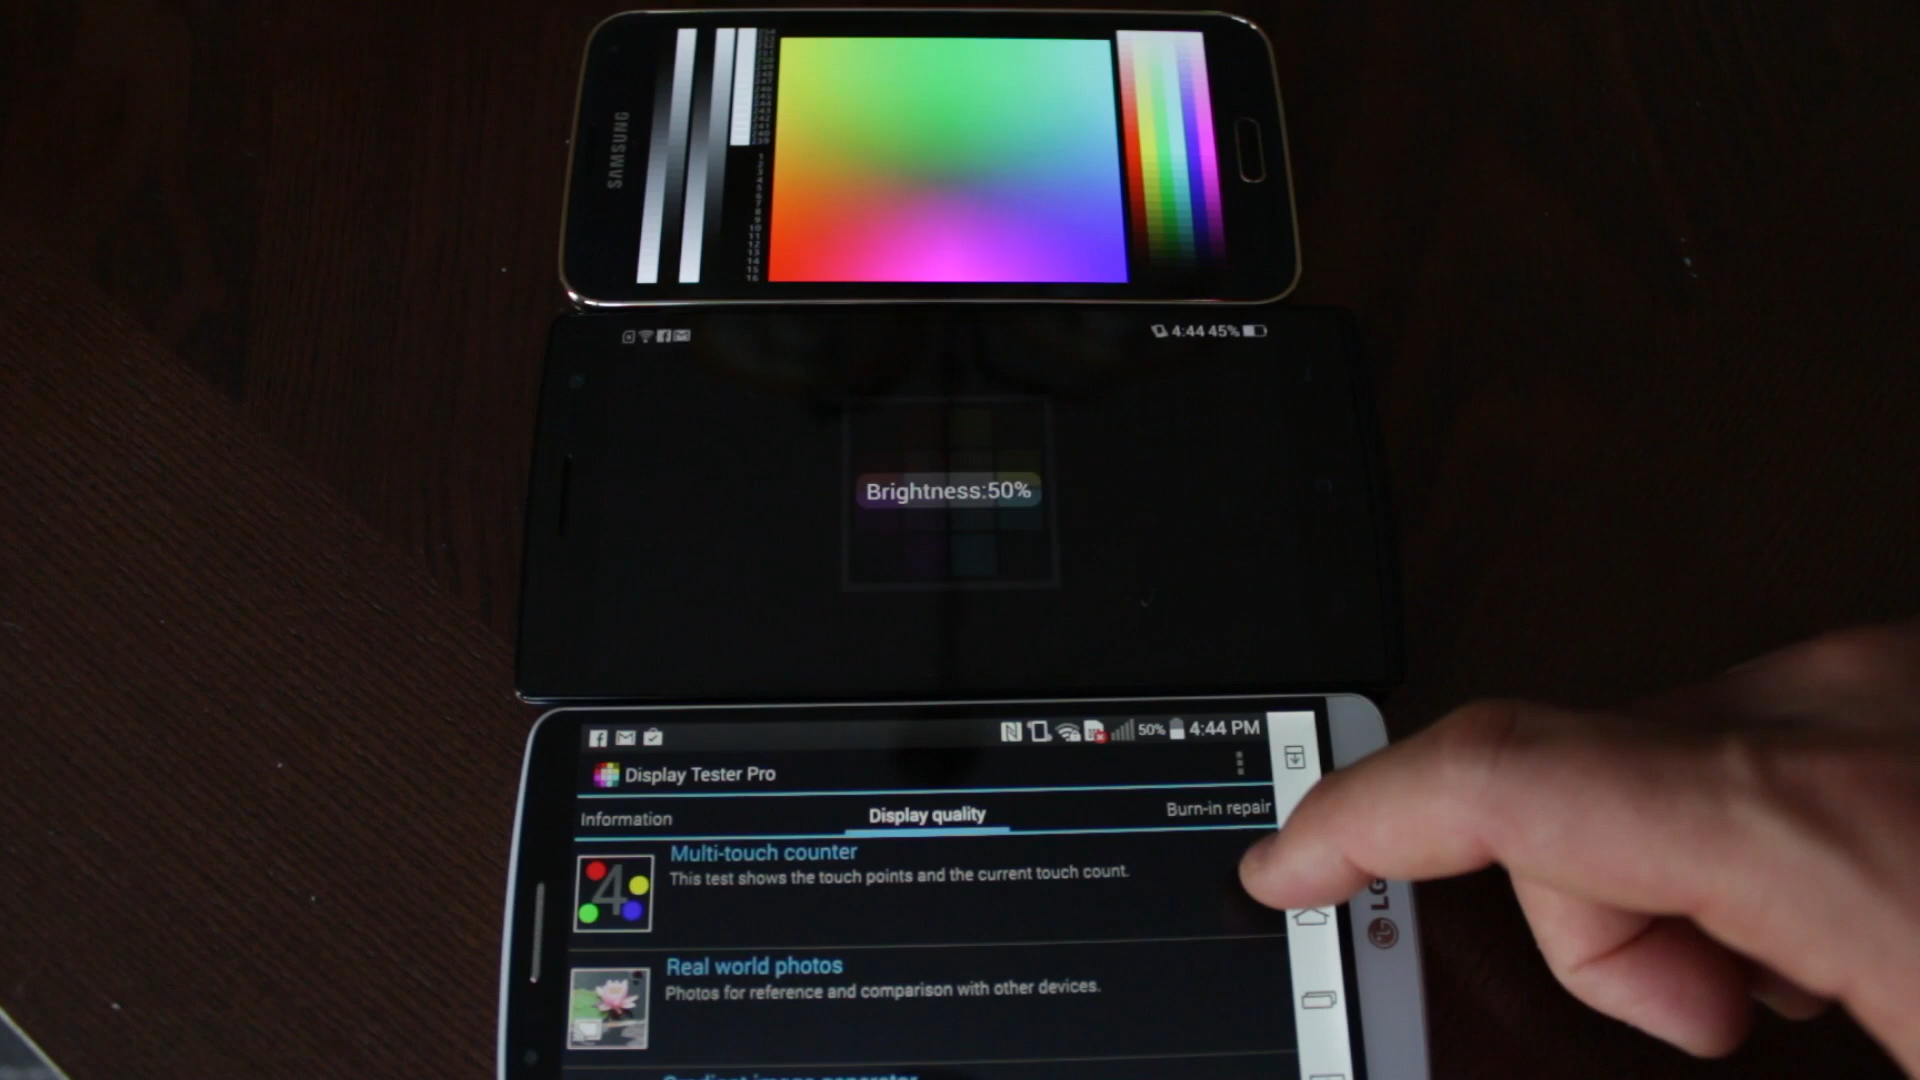 SAMSUNG
4:44 45%
Brightness:50%
50% 4:44 PM
Display Tester Pro
Information
Display quality
Burn-in repair
4
Multi-touch counter
This test shows the touch points and the current touch count.
LG
Real world photos
Photos for reference and comparison with other devices.